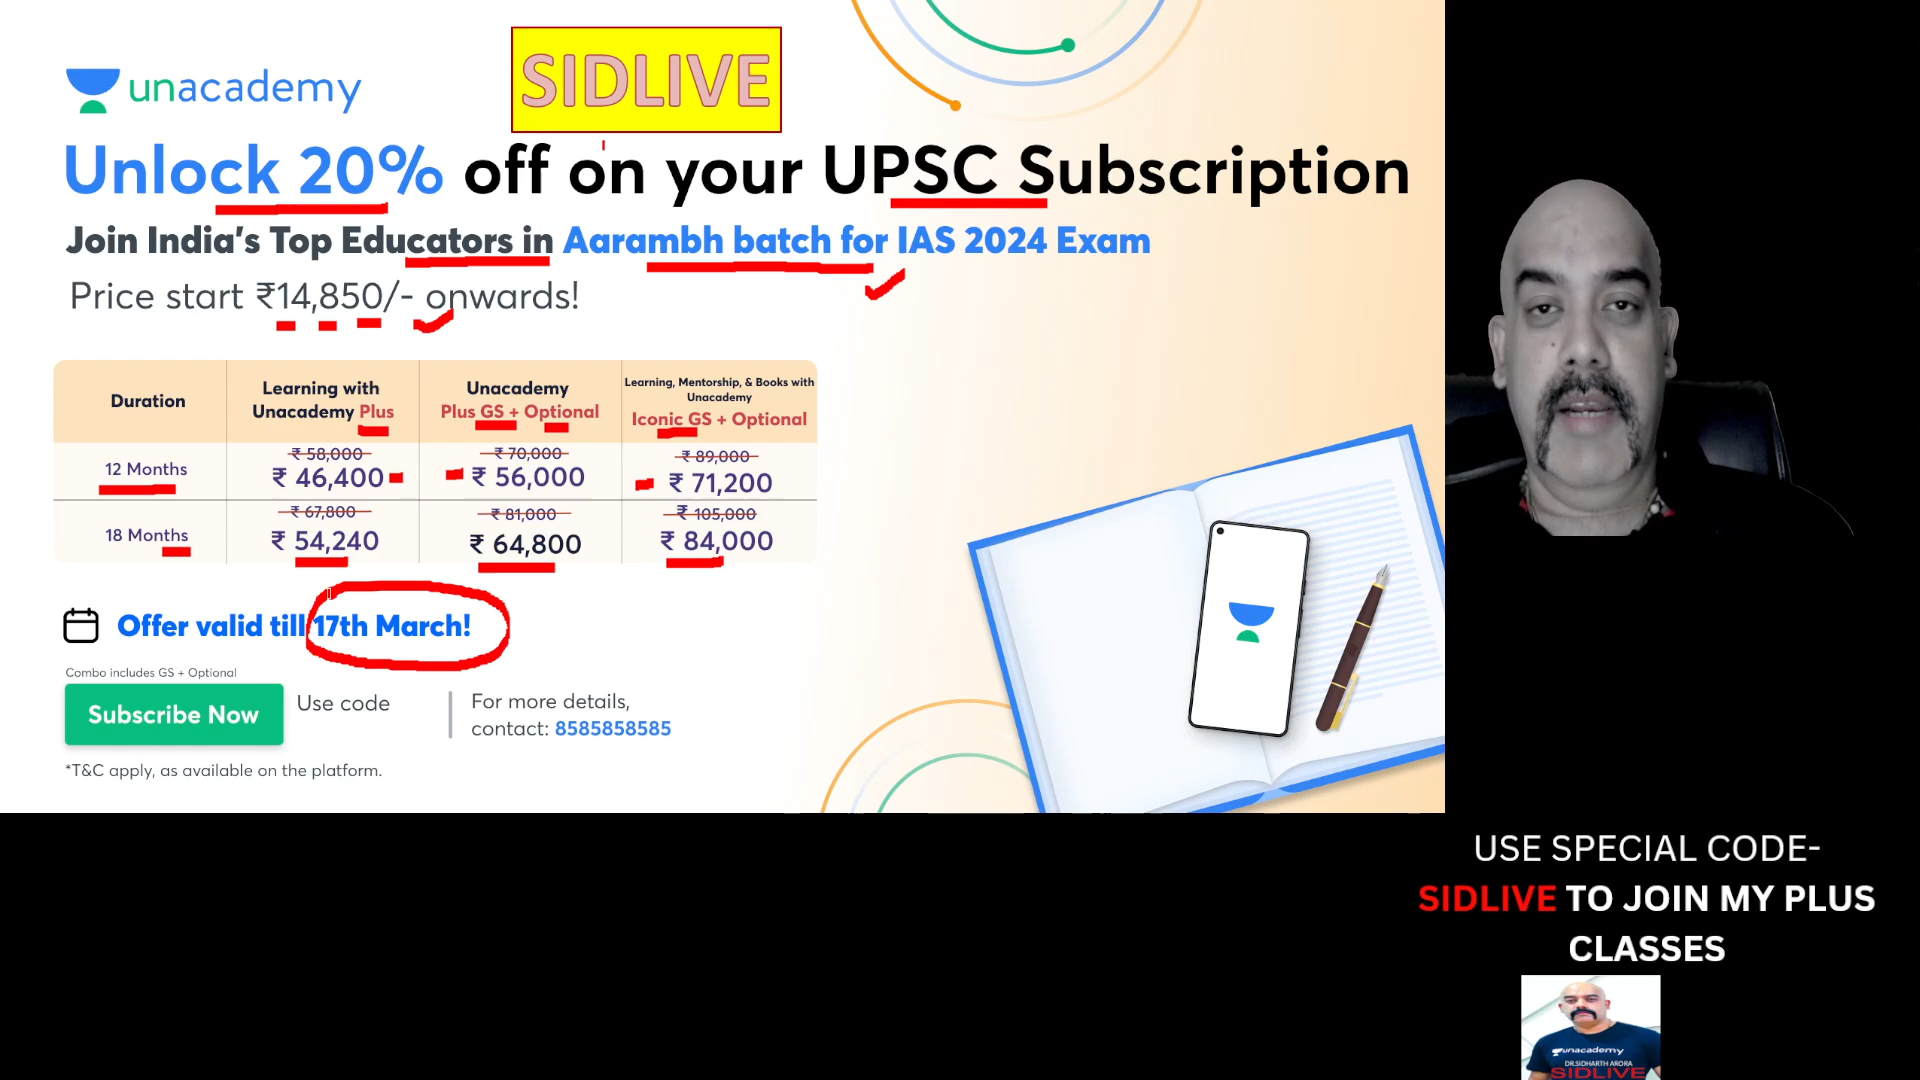 unacademy
SIDLIVE
Unlock 20% off on your UPSC Subscription
Join India's Top Educators in Aarambh batch for IAS 2024 Exam
Price start ₹14,850/- onwards!
Duration
Learning with
Unacademy Plus
Unacademy
Plus GS + Optional
Learning, Mentorship, & Books with
Unacademy
Iconic GS + Optional
12 Months
₹ 58,000
₹ 46,400
₹ 70,000
₹ 56,000
₹ 89,000
₹ 71,200
18 Months
₹ 67,800
₹ 54,240
₹ 81,000
₹ 64,800
₹ 105,000
₹ 84,000
Offer valid till 17th March!
Combo includes GS + Optional
Subscribe Now
Use code
For more details,
contact: 8585858585
*T&C apply, as available on the platform.
USE SPECIAL CODE-
SIDLIVE TO JOIN MY PLUS
CLASSES
unacademy
DR.SIDHARTH ARORA
SIDLIVE